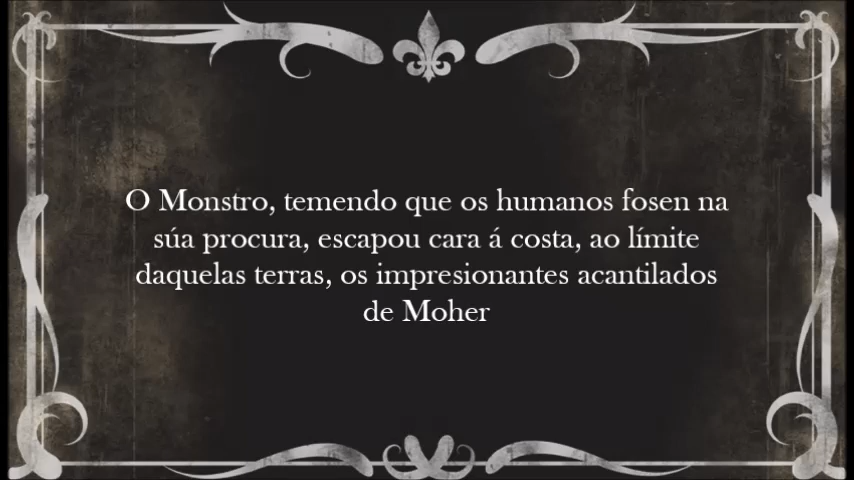 O Monstro, temendo que os humanos fosen na
súa procura, escapou cara á costa, ao límite
daquelas terras, os impresionantes acantilados
de Moher